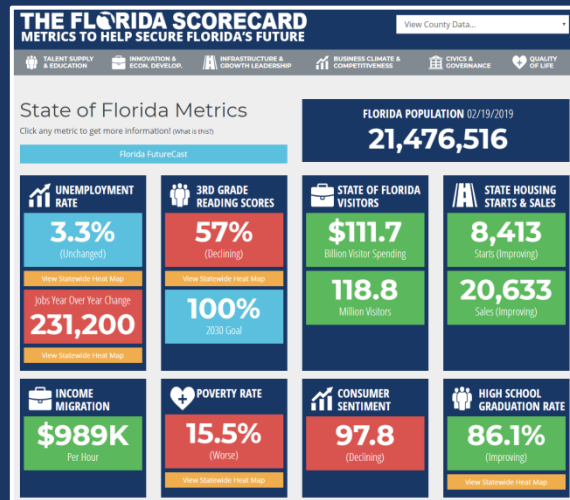 THE FLORIDA SCORECARD
METRICS TO HELP SECURE FLORIDA'S FUTURE
View County Data...
TALENT SUPPLY
& EDUCATION
INNOVATION &
ECON. DEVELOP.
INFRASTRUCTURE &
GROWTH LEADERSHIP
BUSINESS CLIMATE &
COMPETITIVENESS
CIVICS &
GOVERNANCE
QUALITY
OF LIFE
State of Florida Metrics
Click any metric to get more information! (What is this?)
Florida FutureCast
FLORIDA POPULATION 02/19/2019
21,476,516
UNEMPLOYMENT
RATE
3.3%
(Unchanged)
View Statewide Heat Map
Jobs Year Over Year Change
231,200
View Statewide Heat Map
3RD GRADE
READING SCORES
57%
(Declining)
View Statewide Heat Map
100%
2030 Goal
STATE OF FLORIDA
VISITORS
$111.7
Billion Visitor Spending
118.8
Million Visitors
STATE HOUSING
STARTS & SALES
8,413
Starts (Improving)
20,633
Sales (Improving)
INCOME
MIGRATION
$989K
Per Hour
POVERTY RATE
15.5%
(Worse)
View Statewide Heat Map
CONSUMER
SENTIMENT
97.8
(Declining)
HIGH SCHOOL
GRADUATION RATE
86.1%
(Improving)
View Statewide Heat Map